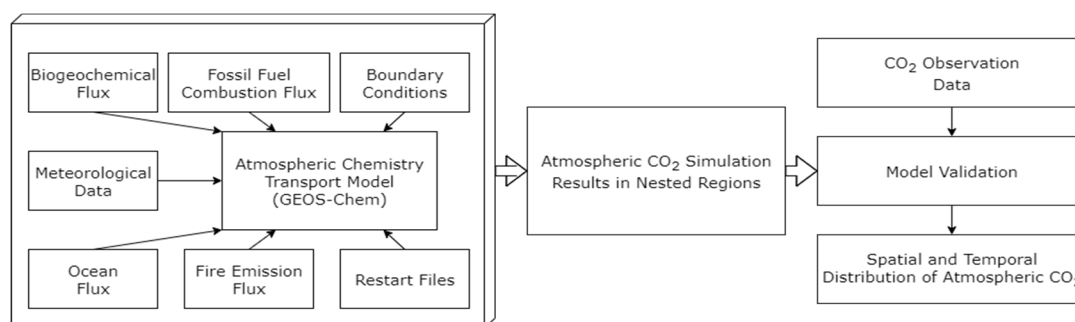 Biogeochemical
Flux
Fossil Fuel
Combustion Flux
Boundary
Conditions
Meteorological
Data
Atmospheric Chemistry
Transport Model
(GEOS-Chem)
Ocean
Flux
Fire Emission
Flux
Restart Files
Atmospheric CO₂ Simulation
Results in Nested Regions
CO₂ Observation
Data
Model Validation
Spatial and Temporal
Distribution of Atmospheric CO₂